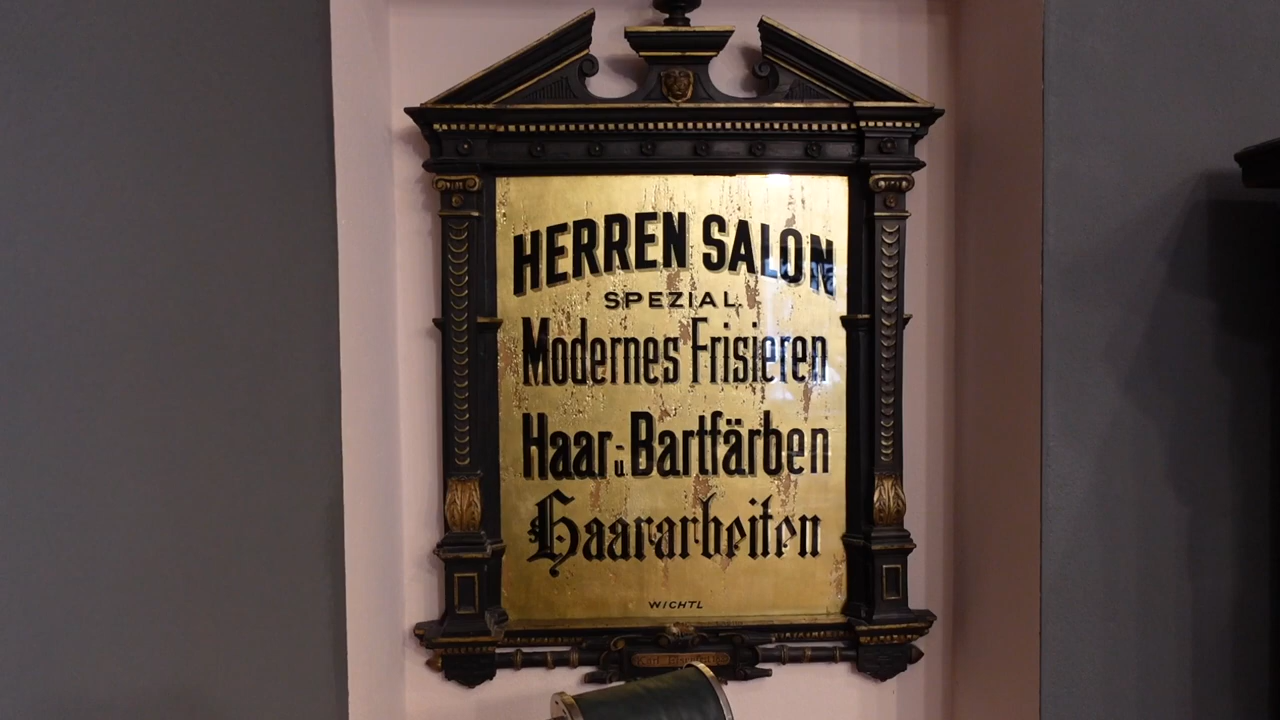 HERREN SALON
SPEZIAL.
Modernes Frisieren
Haar- u. Bartfärben
Haararbeiten
WICHTL